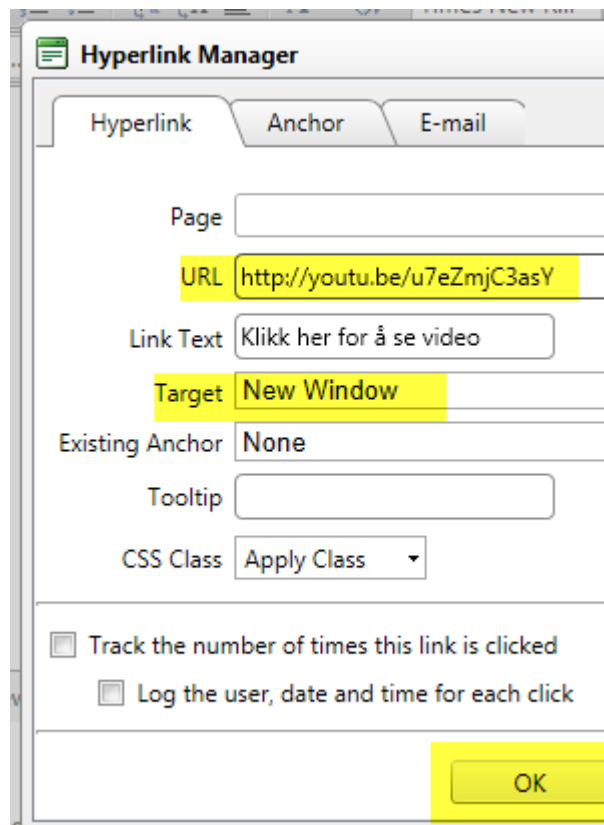 Hyperlink Manager
Hyperlink Anchor E-mail
Page
URL http://youtu.be/u7eZmjC3asY
Link Text Klikk her for å se video
Target New Window
Existing Anchor None
Tooltip
CSS Class Apply Class
Track the number of times this link is clicked
Log the user, date and time for each click
OK